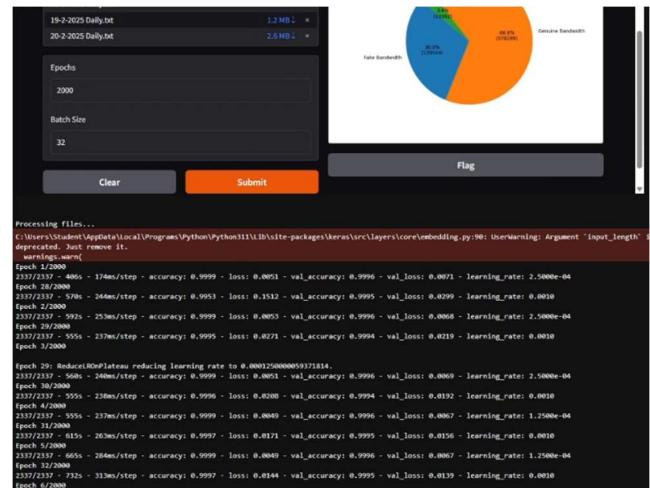 19-2-2025 Daily.txt 1.2 MB ↓ ×
20-2-2025 Daily.txt 2.6 MB ↓ ×
Epochs
2000
Batch Size
32
Clear
Submit
Genuine Bandwidth
Fake Bandwidth
Flag
Processing files...
C:\Users\Student\AppData\Local\Programs\Python\Python311\Lib\site-packages\keras\src\layers\core\embedding.py:90: UserWarning: Argument `input_length` i
deprecated. Just remove it.
warnings.warn(
Epoch 1/2000
2337/2337 - 406s - 174ms/step - accuracy: 0.9999 - loss: 0.0051 - val_accuracy: 0.9996 - val_loss: 0.0071 - learning_rate: 2.5000e-04
Epoch 28/2000
2337/2337 - 570s - 244ms/step - accuracy: 0.9953 - loss: 0.1512 - val_accuracy: 0.9995 - val_loss: 0.0299 - learning_rate: 0.0010
Epoch 2/2000
2337/2337 - 592s - 253ms/step - accuracy: 0.9999 - loss: 0.0053 - val_accuracy: 0.9996 - val_loss: 0.0068 - learning_rate: 2.5000e-04
Epoch 29/2000
2337/2337 - 555s - 237ms/step - accuracy: 0.9995 - loss: 0.0271 - val_accuracy: 0.9994 - val_loss: 0.0219 - learning_rate: 0.0010
Epoch 3/2000
Epoch 29: ReduceLROnPlateau reducing learning rate to 0.0001250000059371814.
2337/2337 - 560s - 240ms/step - accuracy: 0.9999 - loss: 0.0051 - val_accuracy: 0.9996 - val_loss: 0.0069 - learning_rate: 2.5000e-04
Epoch 30/2000
2337/2337 - 555s - 238ms/step - accuracy: 0.9996 - loss: 0.0208 - val_accuracy: 0.9994 - val_loss: 0.0192 - learning_rate: 0.0010
Epoch 4/2000
2337/2337 - 555s - 237ms/step - accuracy: 0.9999 - loss: 0.0049 - val_accuracy: 0.9996 - val_loss: 0.0067 - learning_rate: 1.2500e-04
Epoch 31/2000
2337/2337 - 615s - 263ms/step - accuracy: 0.9997 - loss: 0.0171 - val_accuracy: 0.9995 - val_loss: 0.0156 - learning_rate: 0.0010
Epoch 5/2000
2337/2337 - 665s - 284ms/step - accuracy: 0.9999 - loss: 0.0049 - val_accuracy: 0.9996 - val_loss: 0.0067 - learning_rate: 1.2500e-04
Epoch 32/2000
2337/2337 - 732s - 313ms/step - accuracy: 0.9997 - loss: 0.0144 - val_accuracy: 0.9995 - val_loss: 0.0139 - learning_rate: 0.0010
Epoch 6/2000